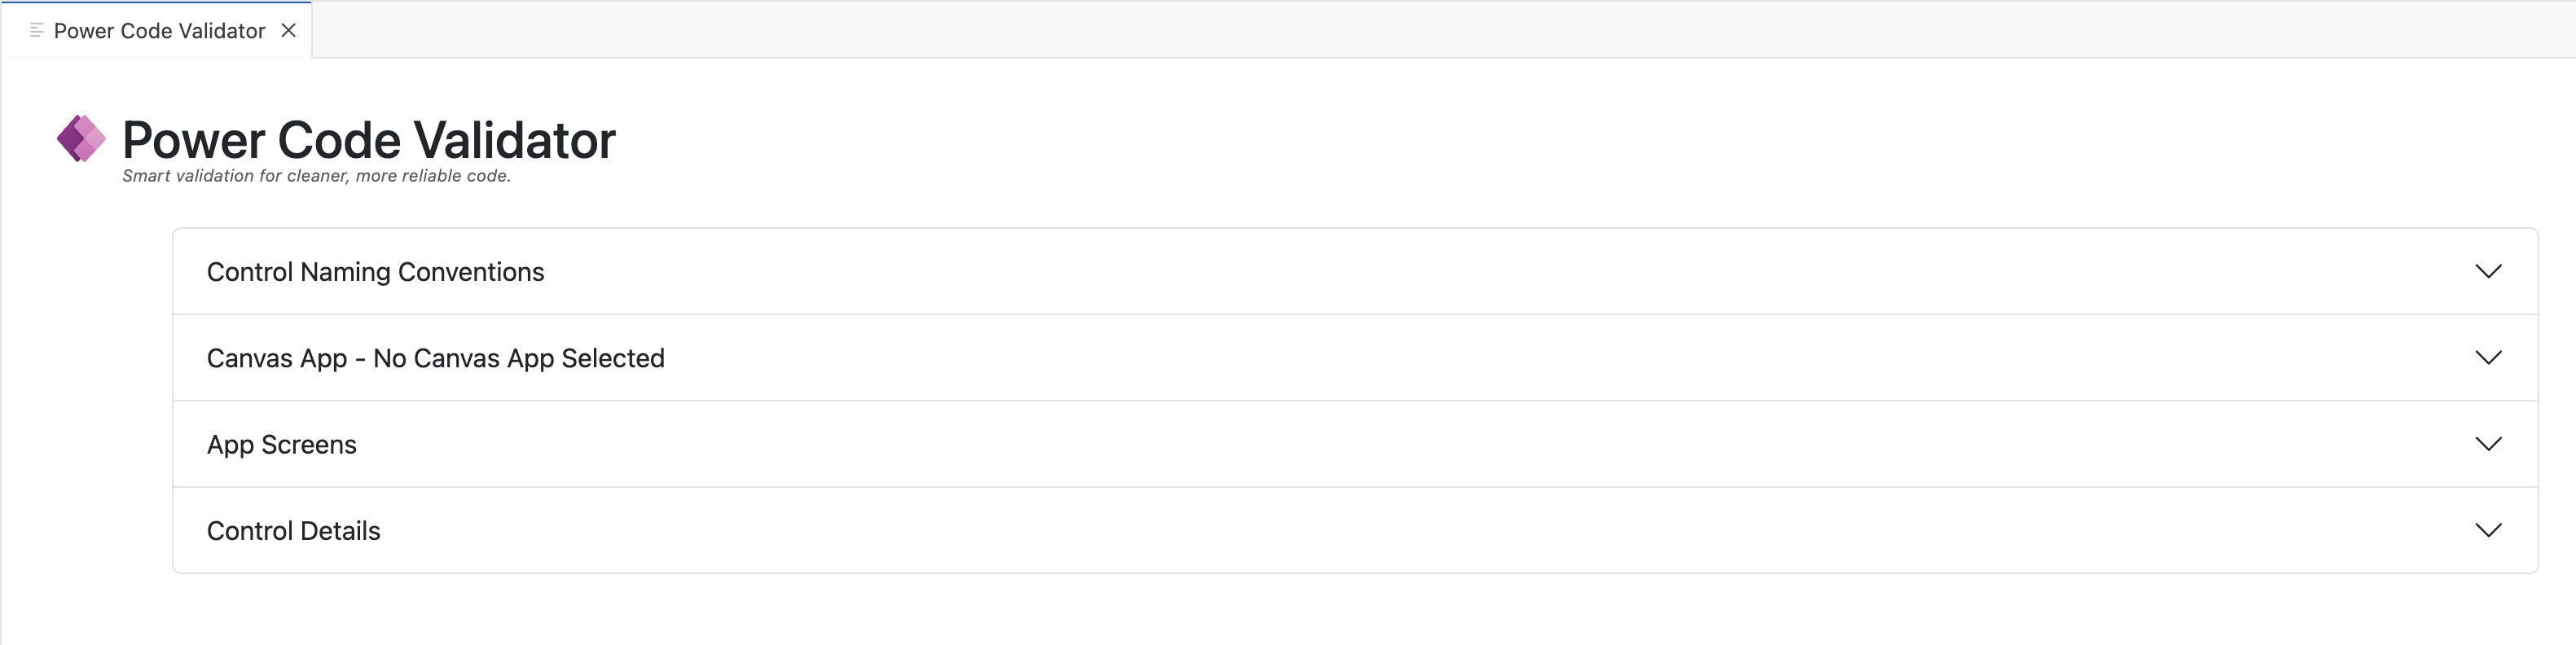 Power Code Validator
Power Code Validator
Smart validation for cleaner, more reliable code.
Control Naming Conventions
Canvas App - No Canvas App Selected
App Screens
Control Details